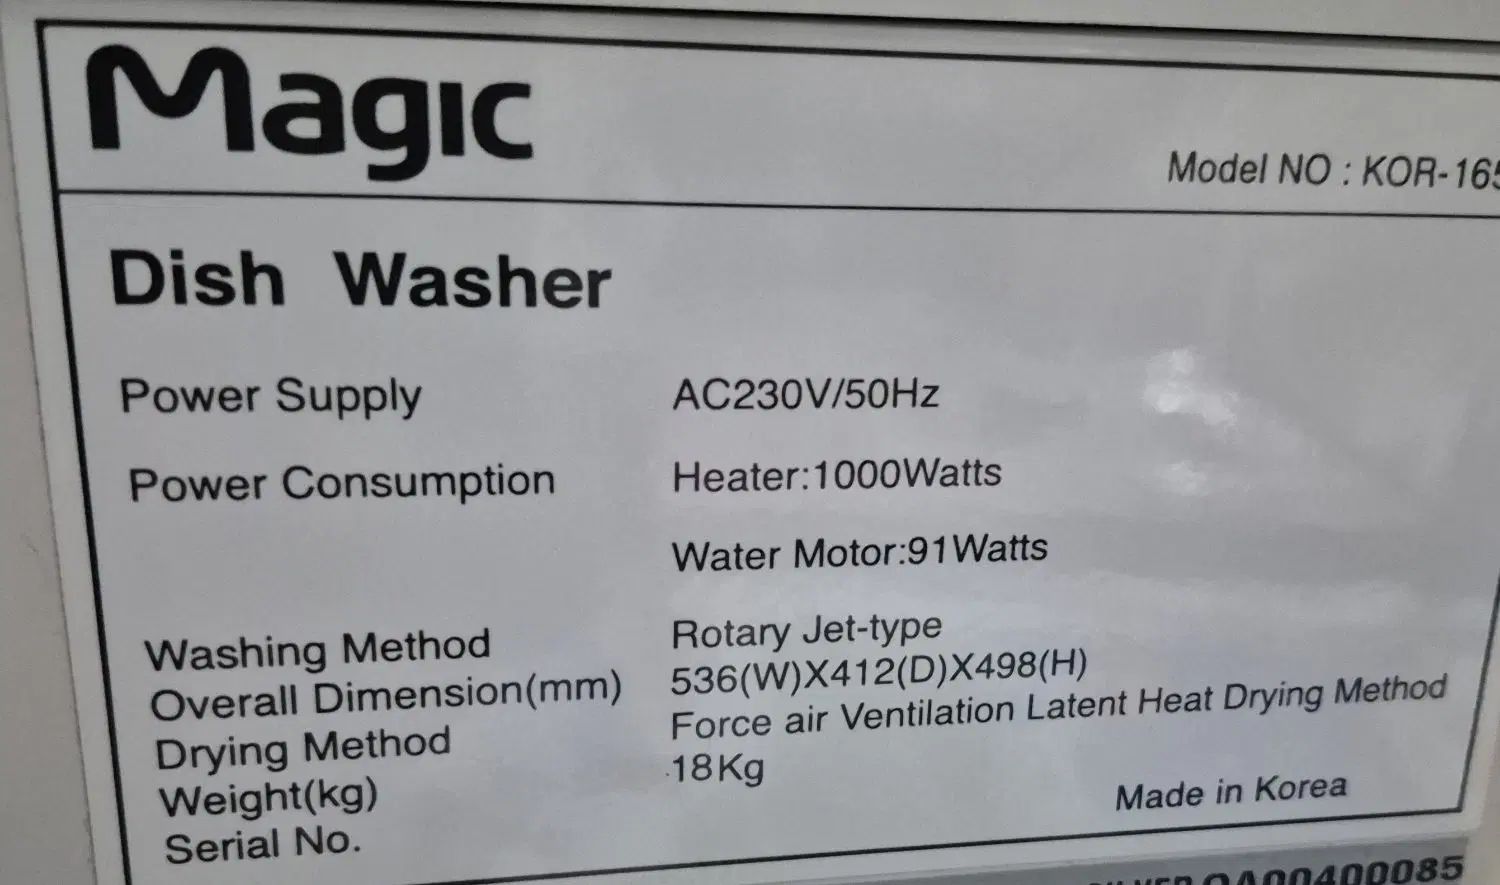 Magic
Model NO : KOR-165
Dish Washer
Power Supply AC230V/50Hz
Power Consumption Heater:1000Watts
Water Motor:91Watts
Washing Method Rotary Jet-type
Overall Dimension(mm) 536(W)X412(D)X498(H)
Drying Method Force air Ventilation Latent Heat Drying Method
Weight(kg) 18Kg
Serial No.
Made in Korea